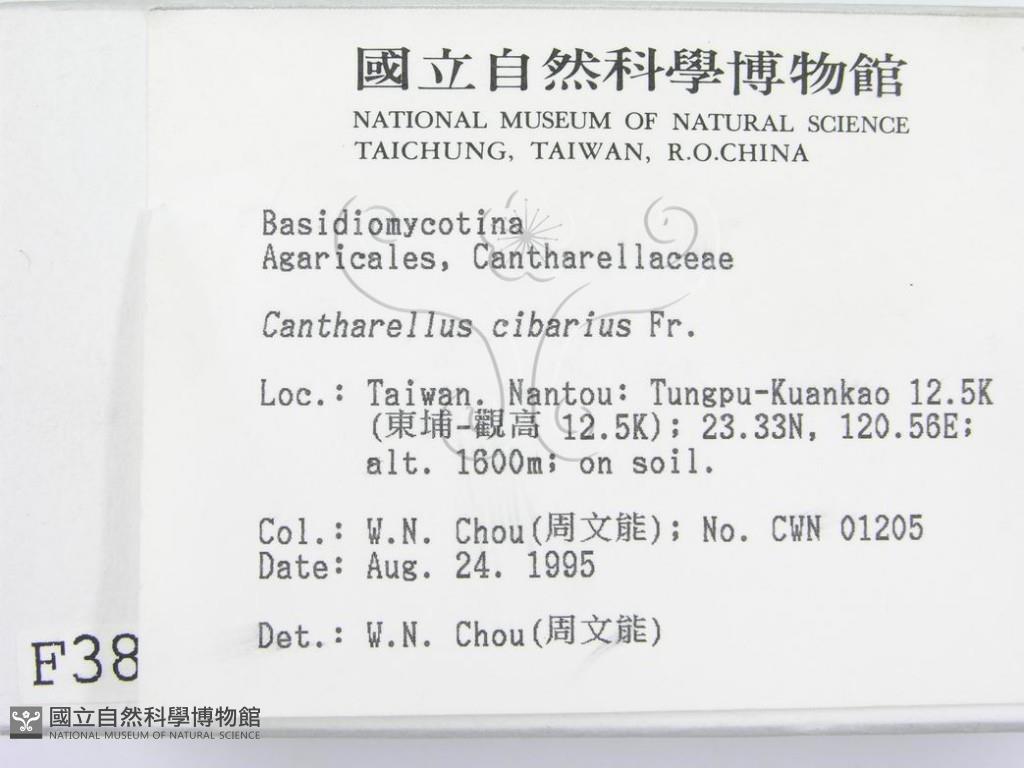 國立自然科學博物館
NATIONAL MUSEUM OF NATURAL SCIENCE
TAICHUNG, TAIWAN, R.O.CHINA
Basidiomycotina
Agaricales, Cantharellaceae
Cantharellus cibarius Fr.
Loc.: Taiwan. Nantou: Tungpu-Kuankao 12.5K
(東埔-觀高 12.5K); 23.33N, 120.56E;
alt. 1600m; on soil.
Col.: W.N. Chou(周文能); No. CWN 01205
Date: Aug. 24. 1995
Det.: W.N. Chou(周文能)
F38
國立自然科學博物館
NATIONAL MUSEUM OF NATURAL SCIENCE